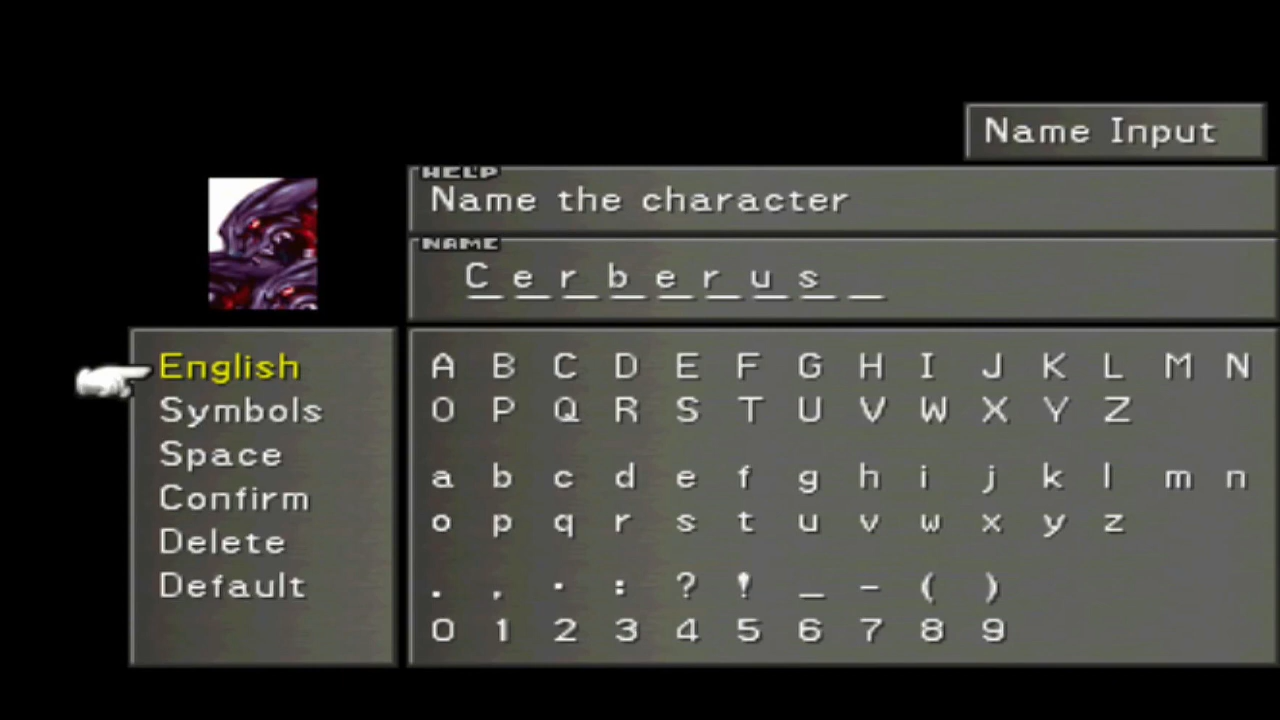 Name Input
HELP
Name the character
NAME
Cerberus_
English
Symbols
Space
Confirm
Delete
Default
A B C D E F G H I J K L M N
O P Q R S T U V W X Y Z
a b c d e f g h i j k l m n
o p q r s t u v w x y z
. , · : ? ! _ - ( )
0 1 2 3 4 5 6 7 8 9